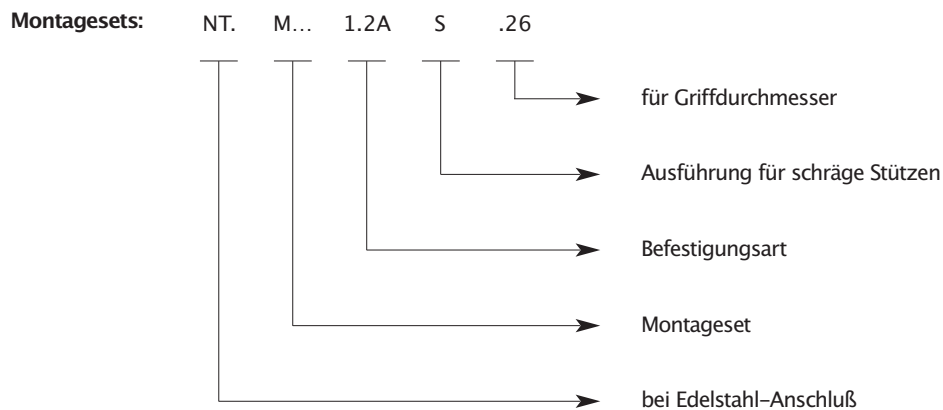 Montagesets: NT. M... 1.2A S .26
für Griffdurchmesser
Ausführung für schräge Stützen
Befestigungsart
Montageset
bei Edelstahl-Anschluß